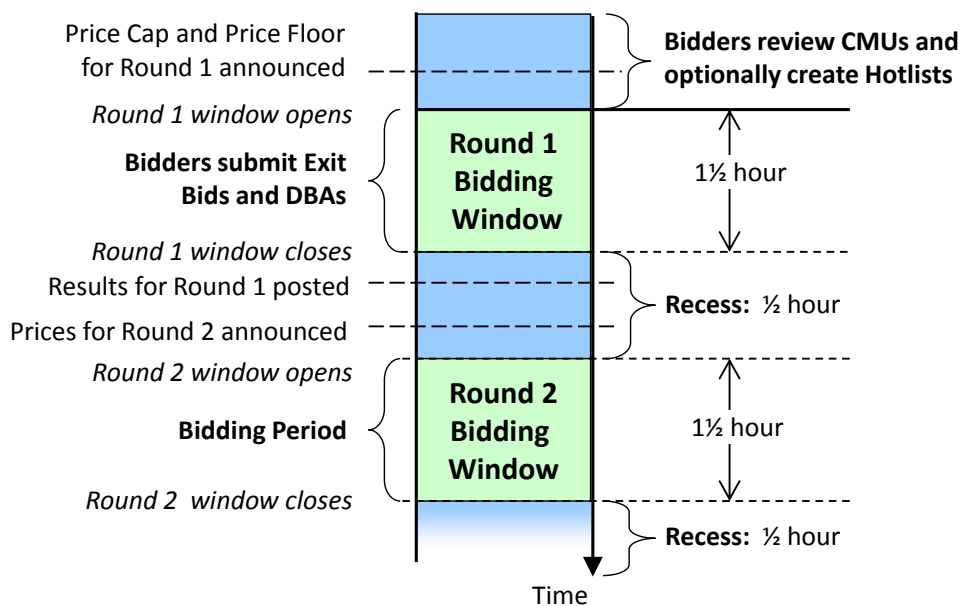 Price Cap and Price Floor
for Round 1 announced
Bidders review CMUs and
optionally create Hotlists
Round 1 window opens
Round 1
Bidding
Window
Bidders submit Exit
Bids and DBAs
1½ hour
Round 1 window closes
Results for Round 1 posted
Recess: ½ hour
Prices for Round 2 announced
Round 2 window opens
Round 2
Bidding
Window
Bidding Period
1½ hour
Round 2 window closes
Recess: ½ hour
Time